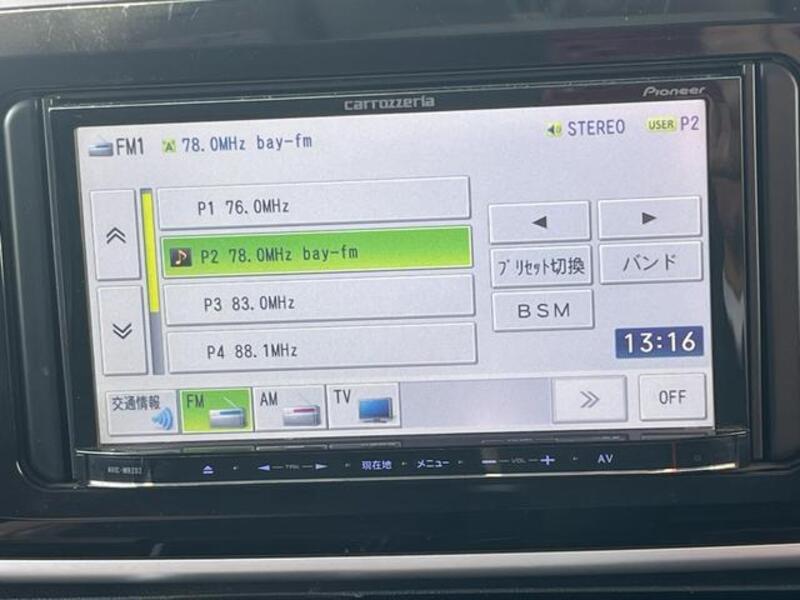 carrozzeria
Pioneer
FM1 78.0MHz bay-fm
STEREO USER P2
P1 76.0MHz
P2 78.0MHz bay-fm
P3 83.0MHz
P4 88.1MHz
プリセット切換 バンド
BSM
13:16
交通情報 FM AM TV
OFF
TRK 現在地 メニュー VOL AV